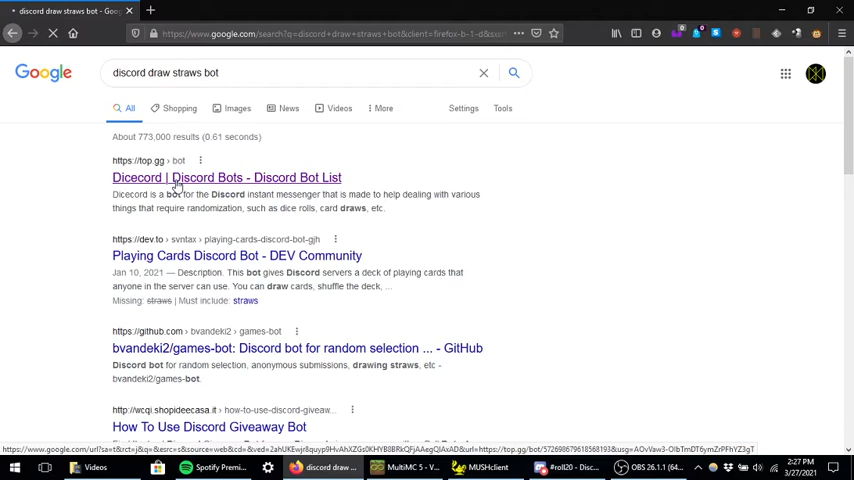 discord draw straws bot - Goog
https://www.google.com/search?q=discord+draw+straws+bot&client=firefox-b-1-d&sxs
Google
discord draw straws bot
All
Shopping
Images
News
Videos
More
Settings
Tools
About 773,000 results (0.61 seconds)
https://top.gg › bot
Dicecord | Discord Bots - Discord Bot List
Dicecord is a bot for the Discord instant messenger that is made to help dealing with various
things that require randomization, such as dice rolls, card draws, etc.
https://dev.to › svntax › playing-cards-discord-bot-gjh
Playing Cards Discord Bot - DEV Community
Jan 10, 2021 — Description. This bot gives Discord servers a deck of playing cards that
anyone in the server can use. You can draw cards, shuffle the deck, ...
Missing: straws | Must include: straws
https://github.com › bvandeki2 › games-bot
bvandeki2/games-bot: Discord bot for random selection ... - GitHub
Discord bot for random selection, anonymous submissions, drawing straws, etc -
bvandeki2/games-bot.
http://wcqi.shopideecasa.it › how-to-use-discord-giveaw...
How To Use Discord Giveaway Bot
Videos
Spotify Premi...
discord draw ...
MultiMC 5 - V...
MUSHclient
#roll20 - Disc...
OBS 26.1.1 (64...
2:27 PM
3/27/2021